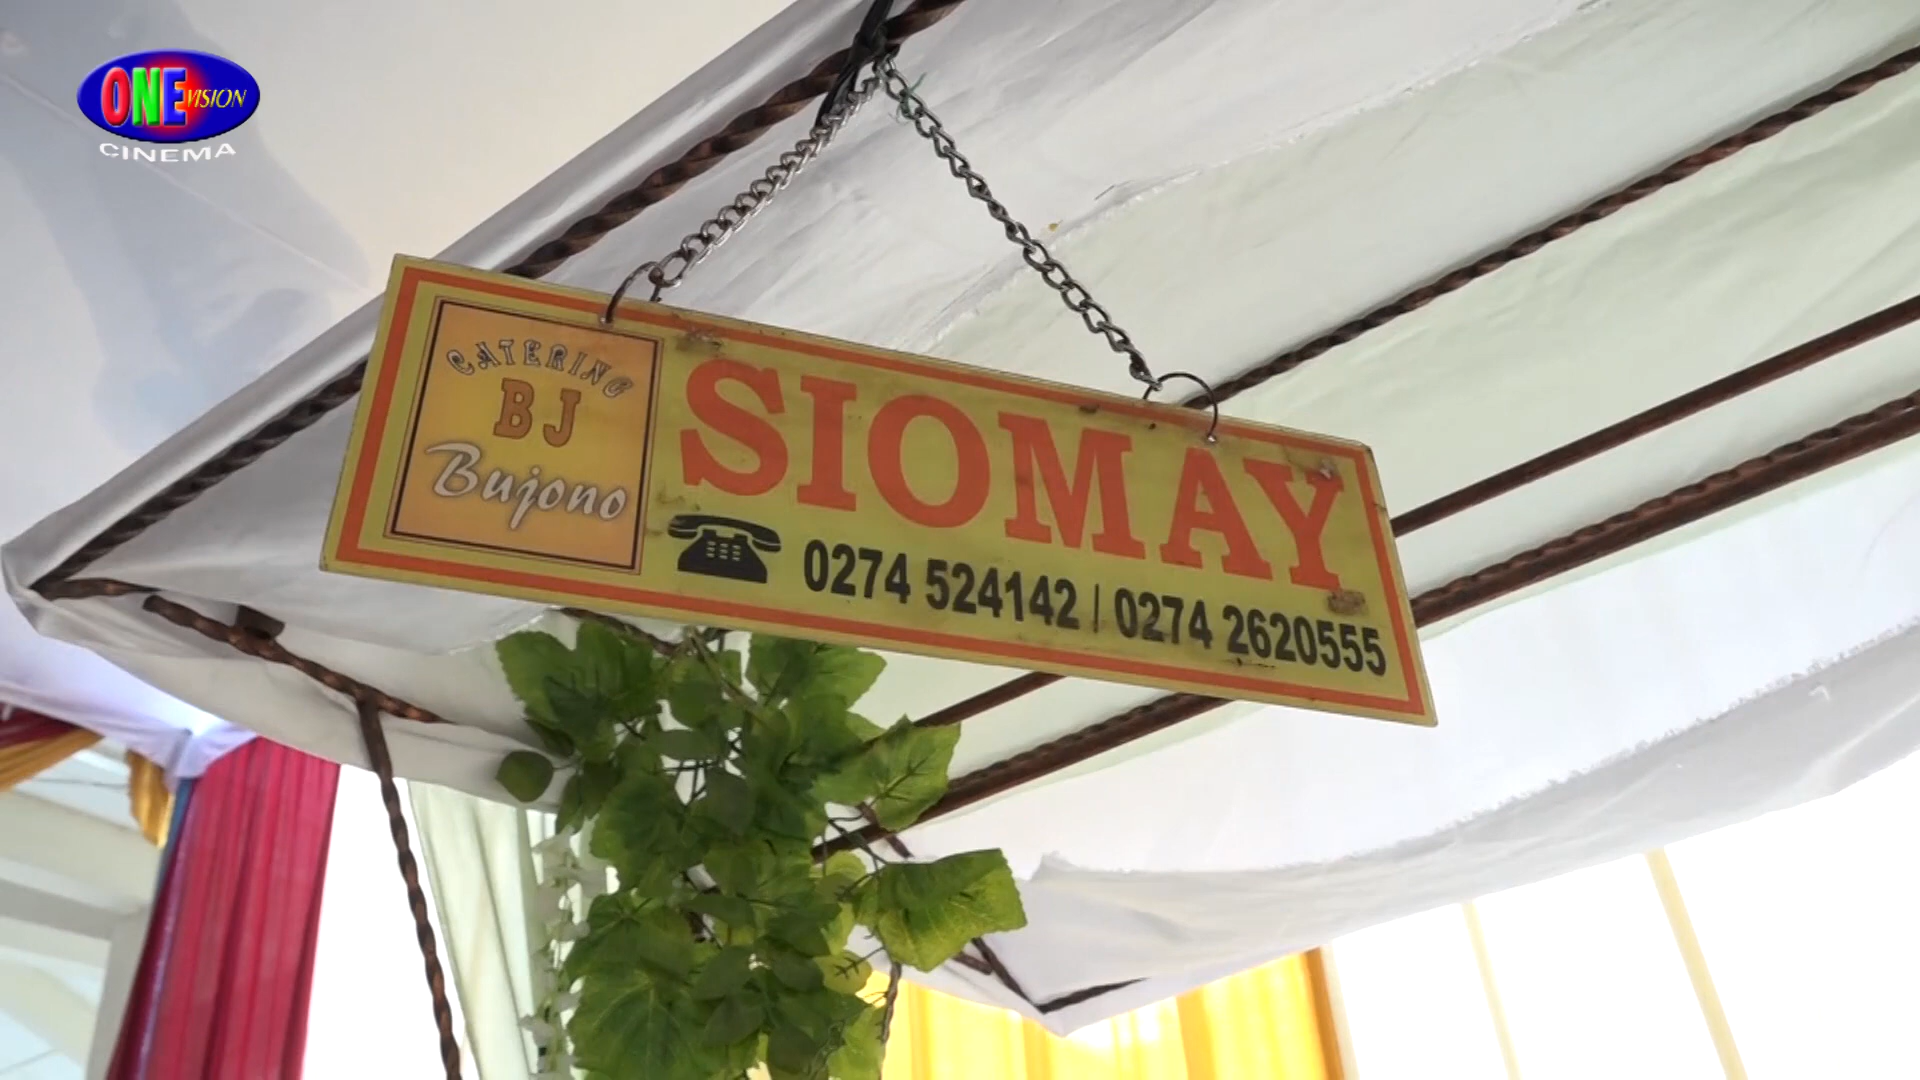 ONE VISION
CINEMA
CATERING
BJ
Bujono
SIOMAY
0274 524142 / 0274 2620555